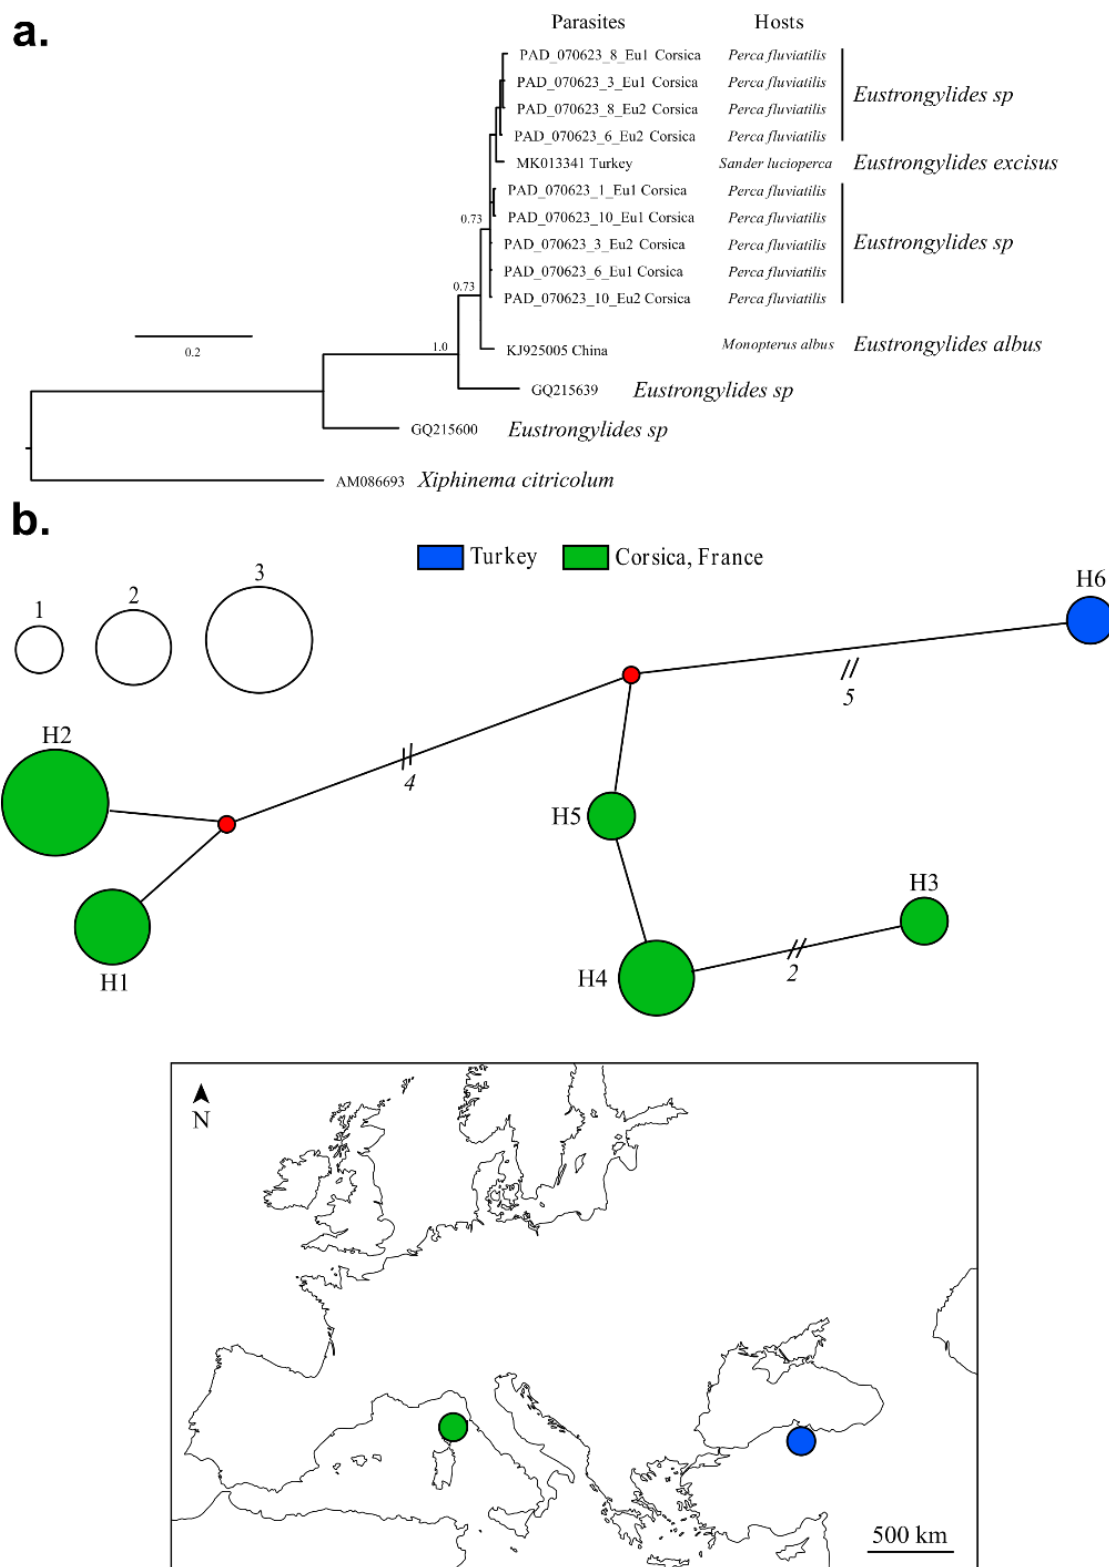 a.
Parasites Hosts
PAD_070623_8_Eu1 Corsica Perca fluviatilis
PAD_070623_3_Eu1 Corsica Perca fluviatilis
Eustrongylides sp
PAD_070623_8_Eu2 Corsica Perca fluviatilis
PAD_070623_6_Eu2 Corsica Perca fluviatilis
MK013341 Turkey Sander lucioperca Eustrongylides excisus
PAD_070623_1_Eu1 Corsica Perca fluviatilis
0.73 PAD_070623_10_Eu1 Corsica Perca fluviatilis
PAD_070623_3_Eu2 Corsica Perca fluviatilis Eustrongylides sp
PAD_070623_6_Eu1 Corsica Perca fluviatilis
0.73 PAD_070623_10_Eu2 Corsica Perca fluviatilis
0.2 1.0 KJ925005 China Monopterus albus Eustrongylides albus
GQ215639 Eustrongylides sp
GQ215600 Eustrongylides sp
AM086693 Xiphinema citricolum
b.
Turkey Corsica, France
1 2 3
H6
5
H2
4
H5
H3
H1 H4
2
N
500 km